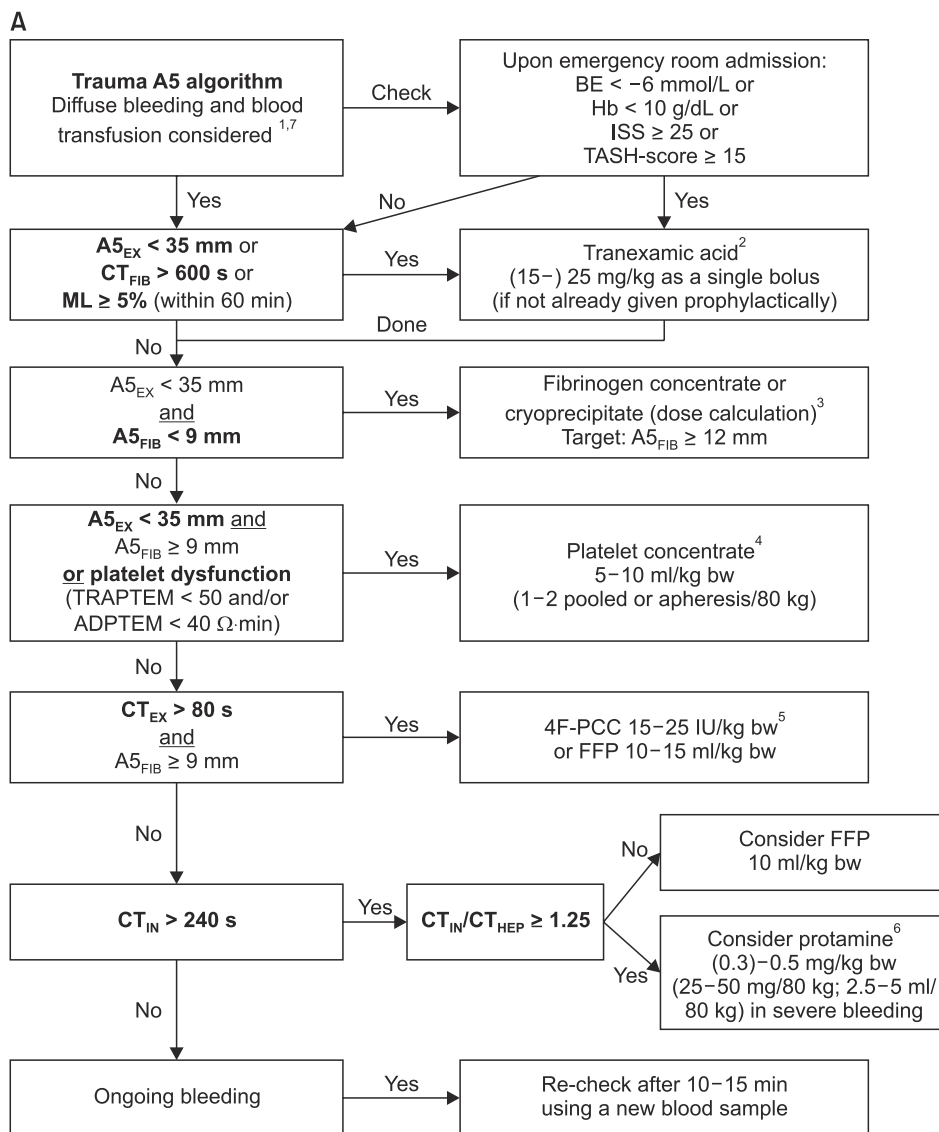 A
Trauma A5 algorithm
Diffuse bleeding and blood
transfusion considered 1,7
Check
Upon emergency room admission:
BE < −6 mmol/L or
Hb < 10 g/dL or
ISS ≥ 25 or
TASH-score ≥ 15
Yes
No
Yes
A5EX < 35 mm or
CTFIB > 600 s or
ML ≥ 5% (within 60 min)
Yes
Tranexamic acid2
(15−) 25 mg/kg as a single bolus
(if not already given prophylactically)
Done
No
A5EX < 35 mm
and
A5FIB < 9 mm
Yes
Fibrinogen concentrate or
cryoprecipitate (dose calculation)3
Target: A5FIB ≥ 12 mm
No
A5EX < 35 mm and
A5FIB ≥ 9 mm
or platelet dysfunction
(TRAPTEM < 50 and/or
ADPTEM < 40 Ω·min)
Yes
Platelet concentrate4
5−10 ml/kg bw
(1−2 pooled or apheresis/80 kg)
No
CTEX > 80 s
and
A5FIB ≥ 9 mm
Yes
4F-PCC 15−25 IU/kg bw5
or FFP 10−15 ml/kg bw
No
CTIN > 240 s
Yes
CTIN/CTHEP ≥ 1.25
No
Consider FFP
10 ml/kg bw
Yes
Consider protamine6
(0.3)−0.5 mg/kg bw
(25−50 mg/80 kg; 2.5−5 ml/
80 kg) in severe bleeding
No
Ongoing bleeding
Yes
Re-check after 10−15 min
using a new blood sample